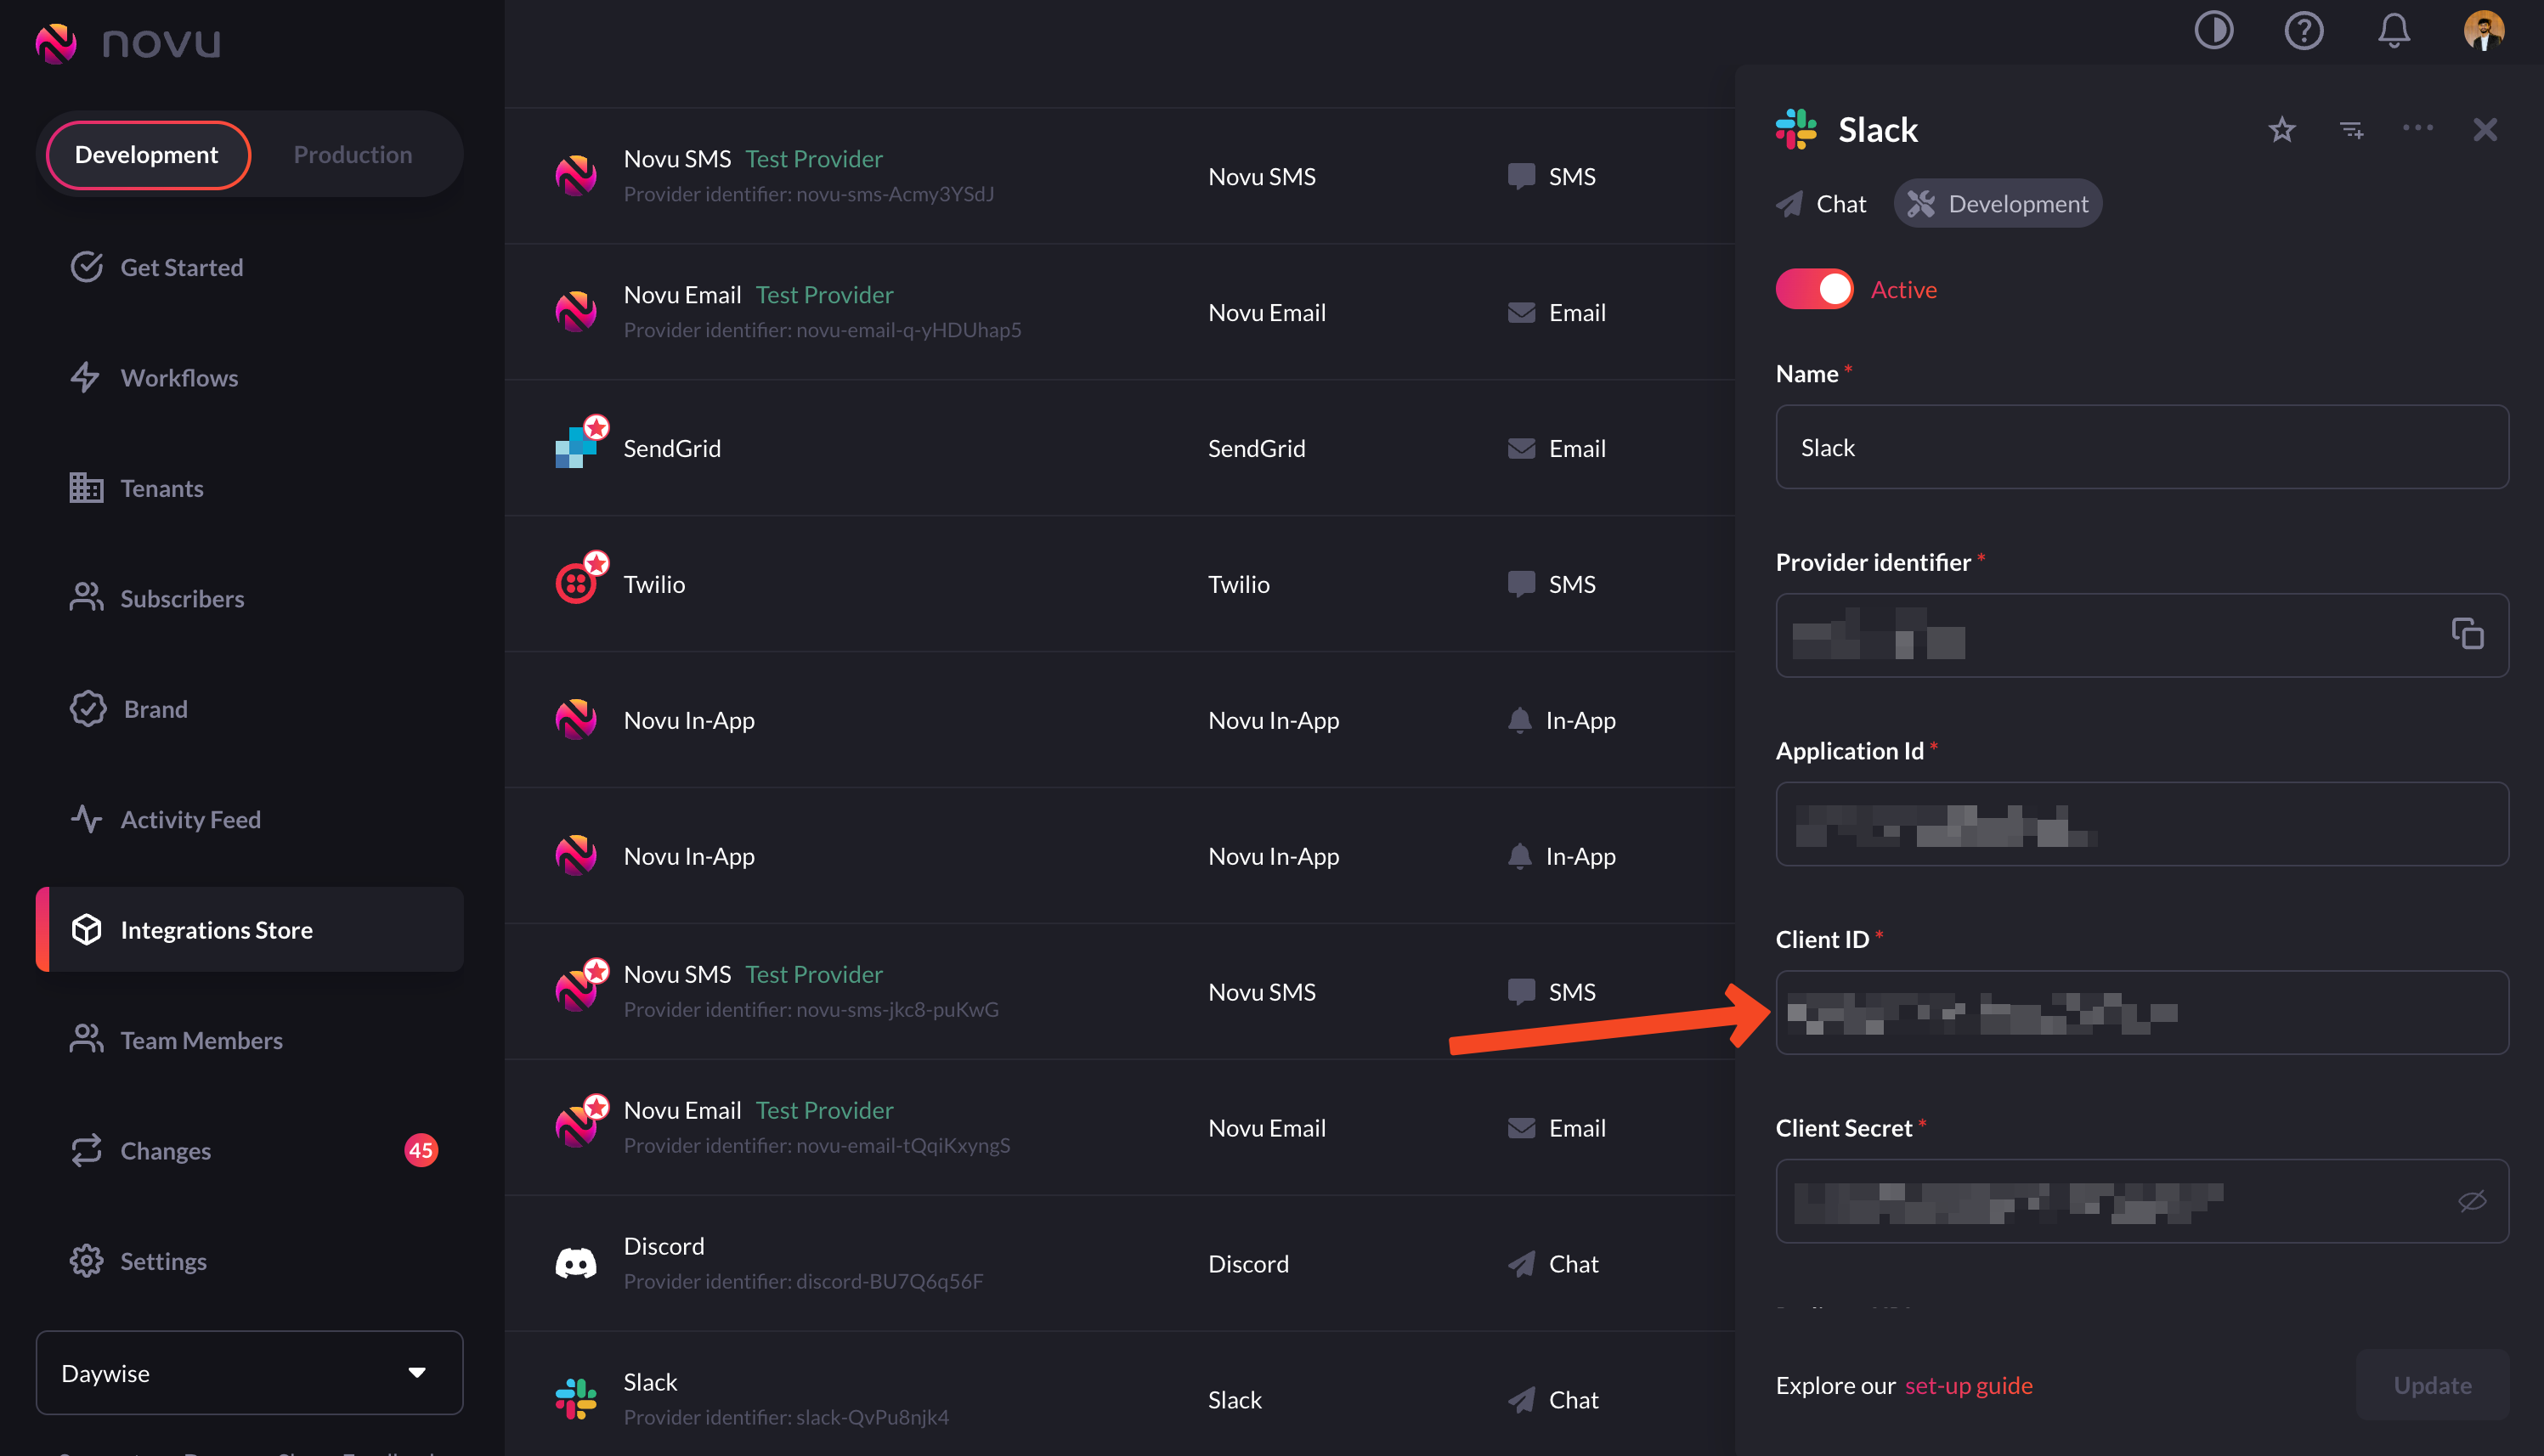 novu
Development Production
Get Started
Workflows
Tenants
Subscribers
Brand
Activity Feed
Integrations Store
Team Members
Changes 45
Settings
Daywise
Novu SMS Test Provider Novu SMS SMS
Provider identifier: novu-sms-Acmy3YSdJ
Novu Email Test Provider Novu Email Email
Provider identifier: novu-email-q-yHDUhap5
SendGrid SendGrid Email
Twilio Twilio SMS
Novu In-App Novu In-App In-App
Novu In-App Novu In-App In-App
Novu SMS Test Provider Novu SMS SMS
Provider identifier: novu-sms-jkc8-puKwG
Novu Email Test Provider Novu Email Email
Provider identifier: novu-email-tQqiKxyngS
Discord Discord Chat
Provider identifier: discord-BU7Q6q56F
Slack Slack Chat
Provider identifier: slack-QvPu8njk4
Slack
Chat Development
Active
Name *
Slack
Provider identifier *
Application Id *
Client ID *
Client Secret *
Explore our set-up guide Update